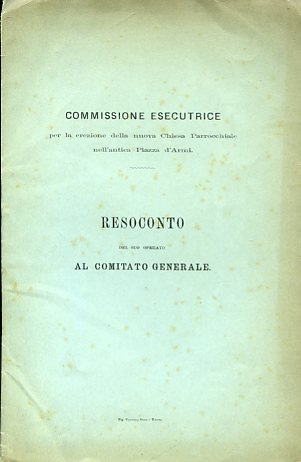 COMMISSIONE ESECUTRICE
per la erezione della nuova Chiesa Parrocchiale
nell'antica Piazza d'Armi.
RESOCONTO
DEL SUO OPERATO
AL COMITATO GENERALE.
Tip.